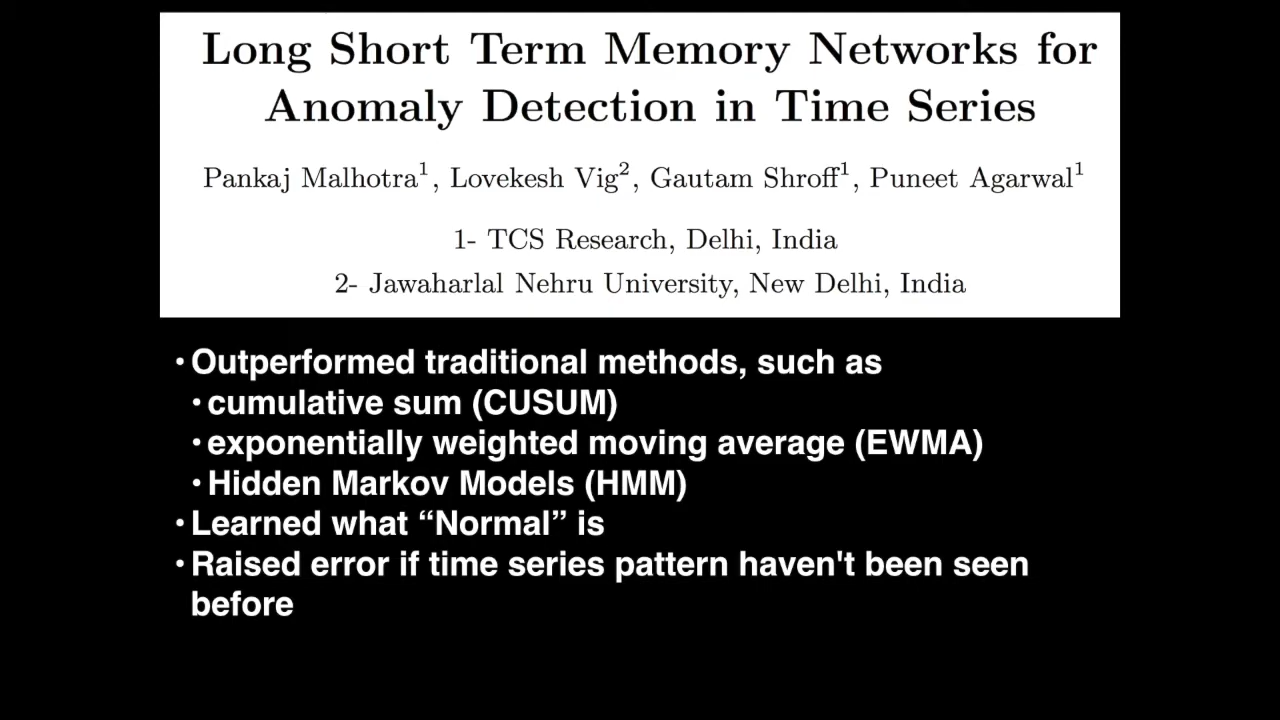 Long Short Term Memory Networks for
Anomaly Detection in Time Series
Pankaj Malhotra¹, Lovekesh Vig², Gautam Shroff¹, Puneet Agarwal¹
1- TCS Research, Delhi, India
2- Jawaharlal Nehru University, New Delhi, India
• Outperformed traditional methods, such as
• cumulative sum (CUSUM)
• exponentially weighted moving average (EWMA)
• Hidden Markov Models (HMM)
• Learned what “Normal” is
• Raised error if time series pattern haven't been seen
before